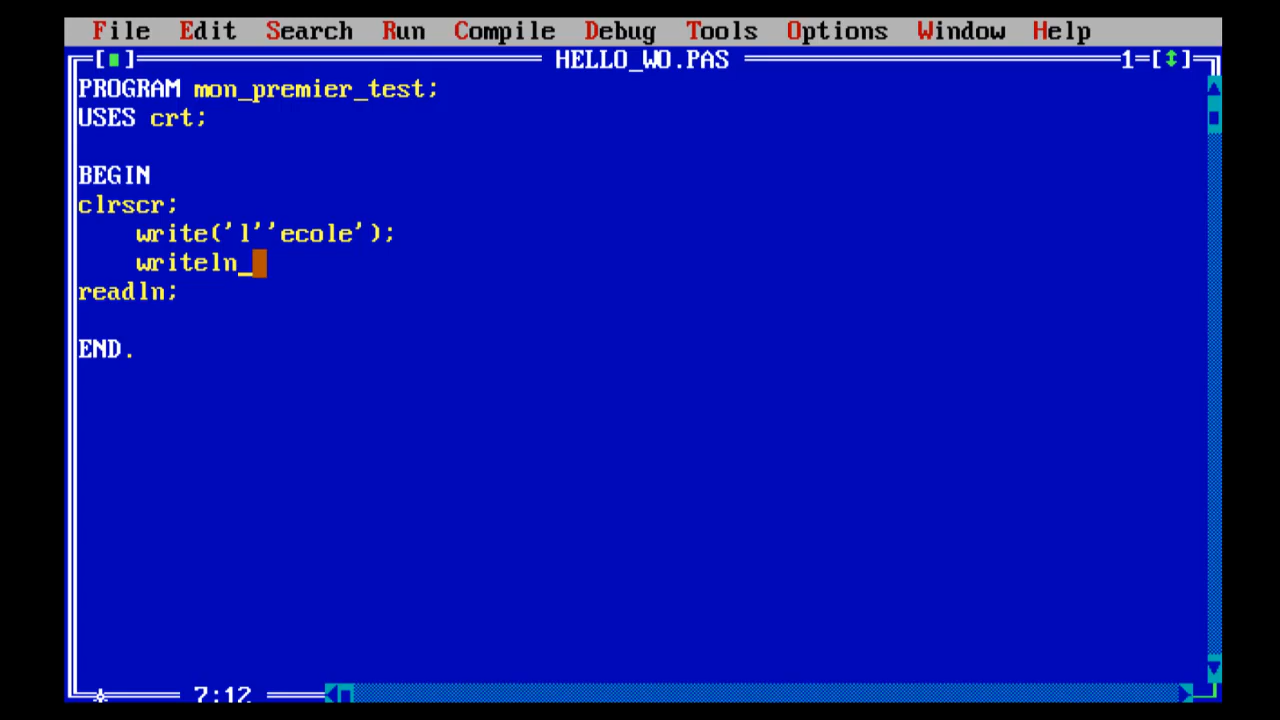 File Edit Search Run Compile Debug Tools Options Window Help
[■] HELLO_WO.PAS 1=[↕]
PROGRAM mon_premier_test;
USES crt;
BEGIN
clrscr;
    write('l''ecole');
    writeln_
readln;
END.
* 7:12